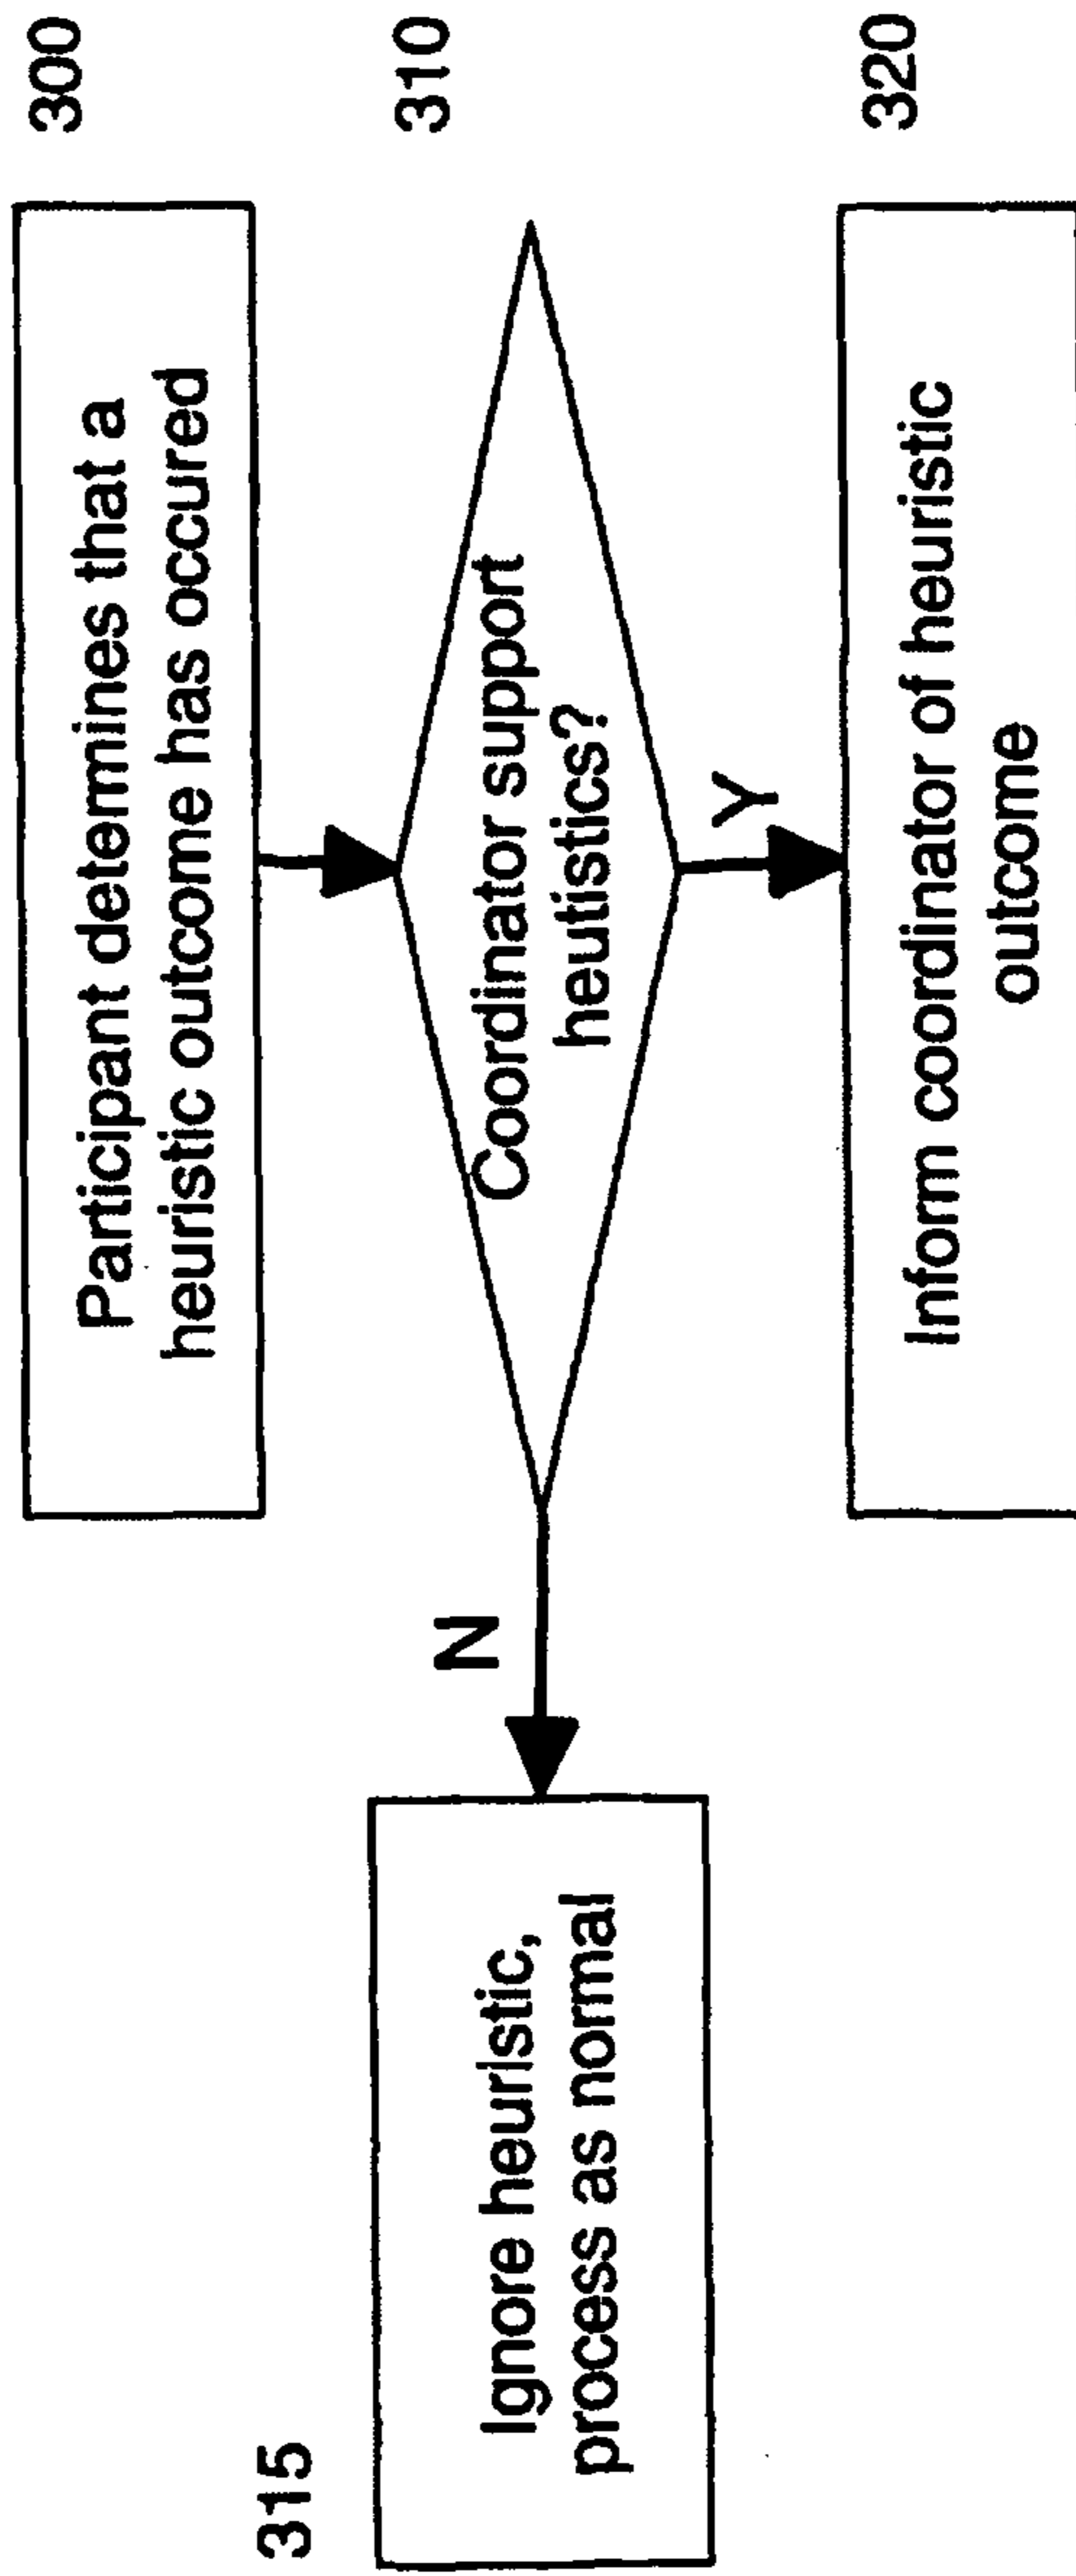 300
Participant determines that a
heuristic outcome has occured
310
Coordinator support
heutistics?
N
Y
315
Ignore heuristic,
process as normal
320
Inform coordinator of heuristic
outcome